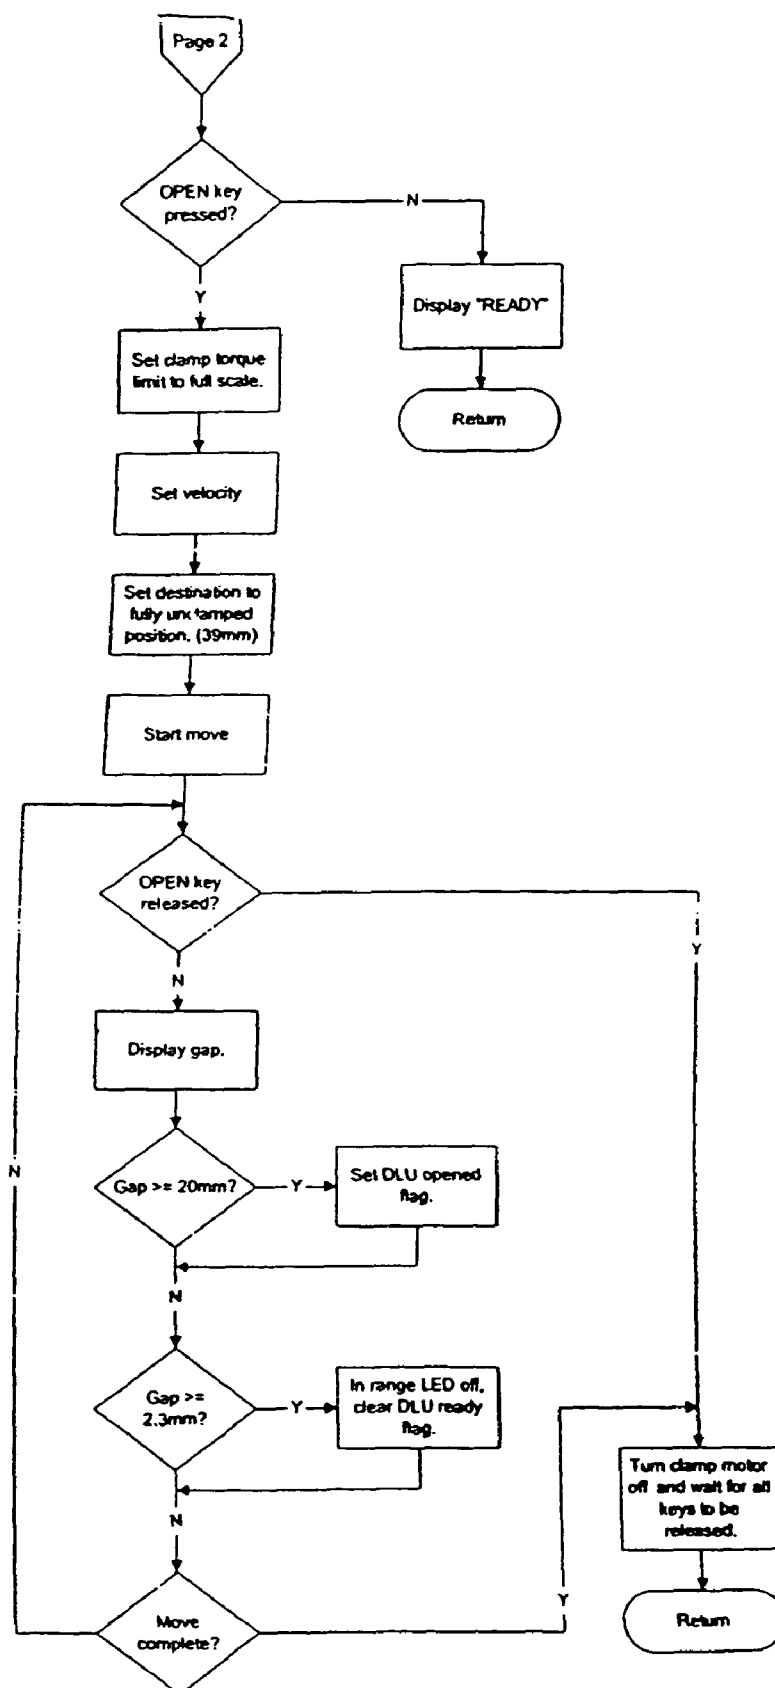 Page 2
OPEN key
pressed?
N
Y
Display "READY"
Return
Set clamp torque
limit to full scale.
Set velocity
Set destination to
fully unclamped
position. (39mm)
Start move
OPEN key
released?
Y
N
Display gap.
N
Gap >= 20mm?
Y
Set DLU opened
flag.
N
Gap >=
2.3mm?
Y
In range LED off,
clear DLU ready
flag.
N
Turn clamp motor
off and wait for all
keys to be
released.
Move
complete?
Y
Return